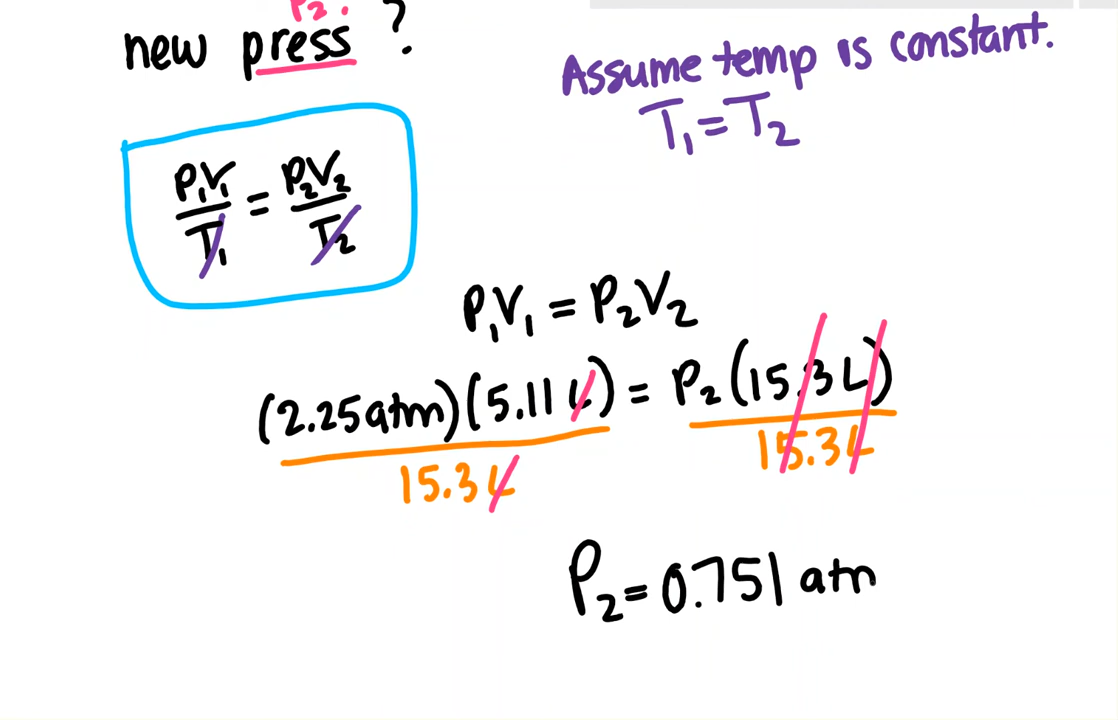 P₂.
new press ?
Assume temp is constant.
T₁ = T₂
P₁V₁ / T₁ = P₂V₂ / T₂
P₁V₁ = P₂V₂
(2.25 atm)(5.11 L) / 15.3 L = P₂ (15.3 L) / 15.3 L
P₂ = 0.751 atm